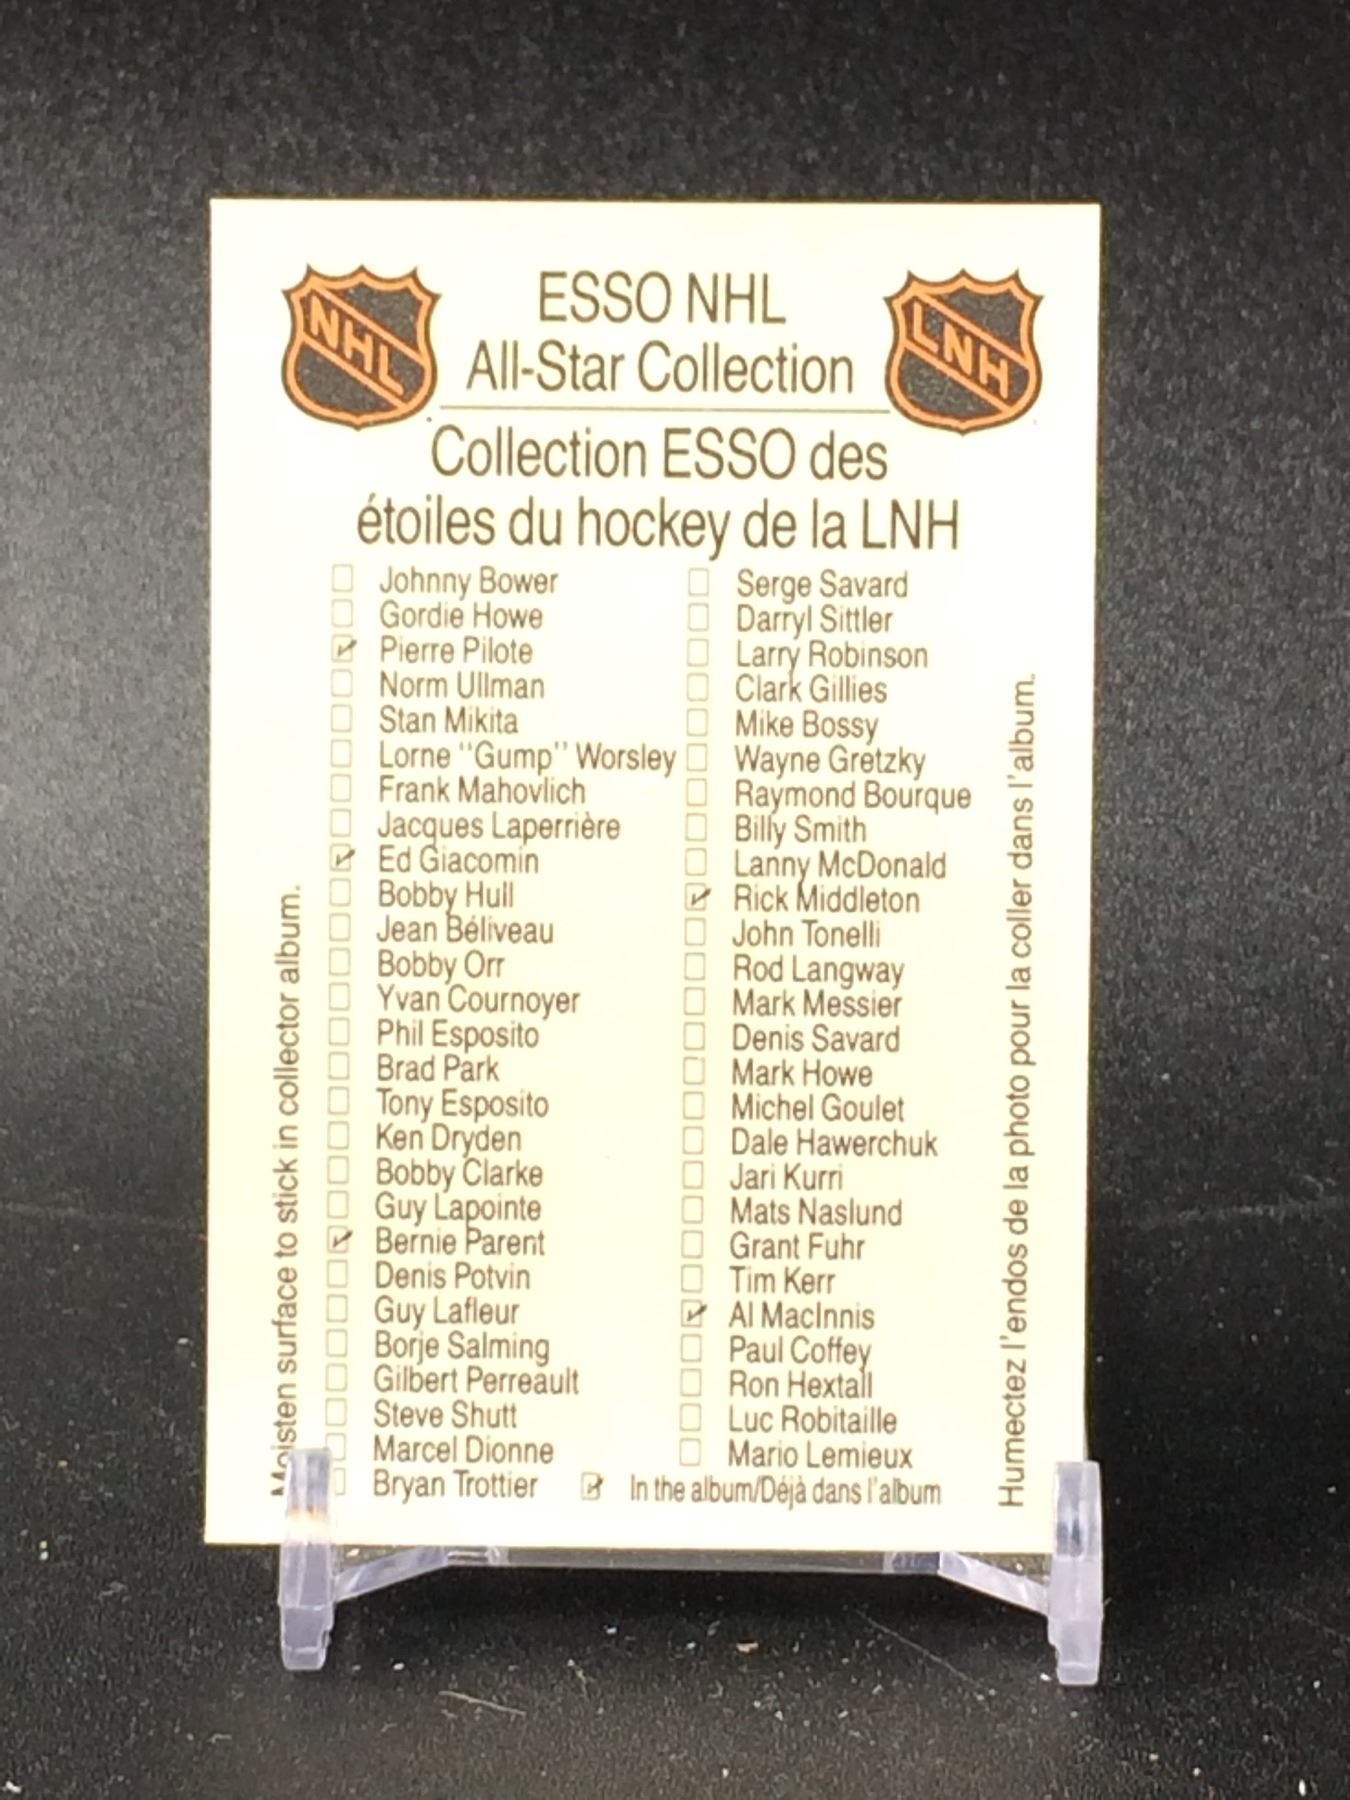 NHL
ESSO NHL
All-Star Collection
LNH
Collection ESSO des
étoiles du hockey de la LNH
Johnny Bower
Gordie Howe
Pierre Pilote
Norm Ullman
Stan Mikita
Lorne "Gump" Worsley
Frank Mahovlich
Jacques Laperrière
Ed Giacomin
Bobby Hull
Jean Béliveau
Bobby Orr
Yvan Cournoyer
Phil Esposito
Brad Park
Tony Esposito
Ken Dryden
Bobby Clarke
Guy Lapointe
Bernie Parent
Denis Potvin
Guy Lafleur
Borje Salming
Gilbert Perreault
Steve Shutt
Marcel Dionne
Bryan Trottier
Serge Savard
Darryl Sittler
Larry Robinson
Clark Gillies
Mike Bossy
Wayne Gretzky
Raymond Bourque
Billy Smith
Lanny McDonald
Rick Middleton
John Tonelli
Rod Langway
Mark Messier
Denis Savard
Mark Howe
Michel Goulet
Dale Hawerchuk
Jari Kurri
Mats Naslund
Grant Fuhr
Tim Kerr
Al MacInnis
Paul Coffey
Ron Hextall
Luc Robitaille
Mario Lemieux
In the album/Déjà dans l'album
Moisten surface to stick in collector album.
Humectez l'endos de la photo pour la coller dans l'album.